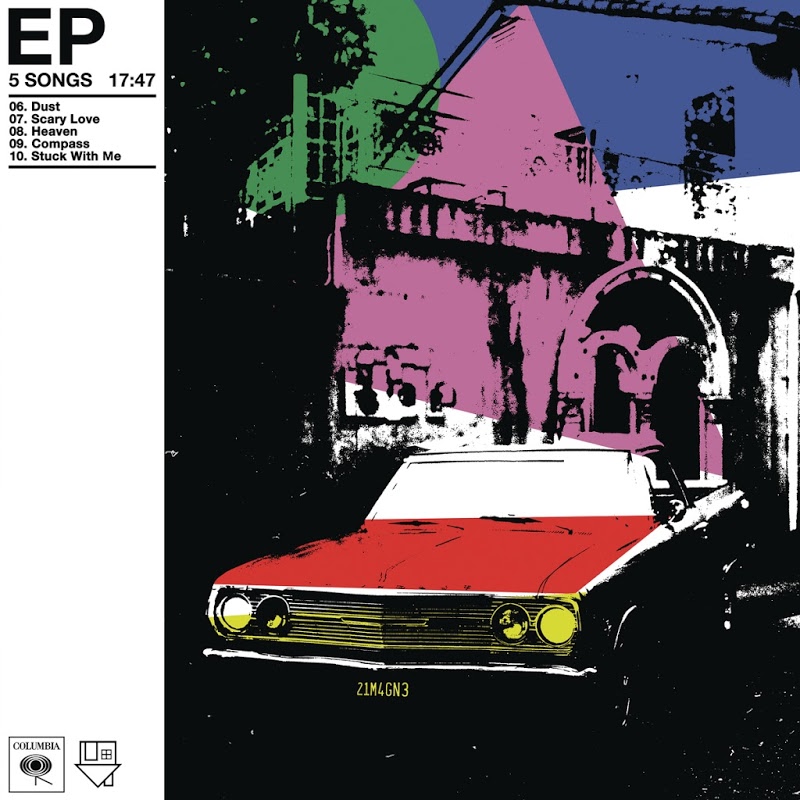 EP
5 SONGS 17:47
06. Dust
07. Scary Love
08. Heaven
09. Compass
10. Stuck With Me
21M4GN3
COLUMBIA